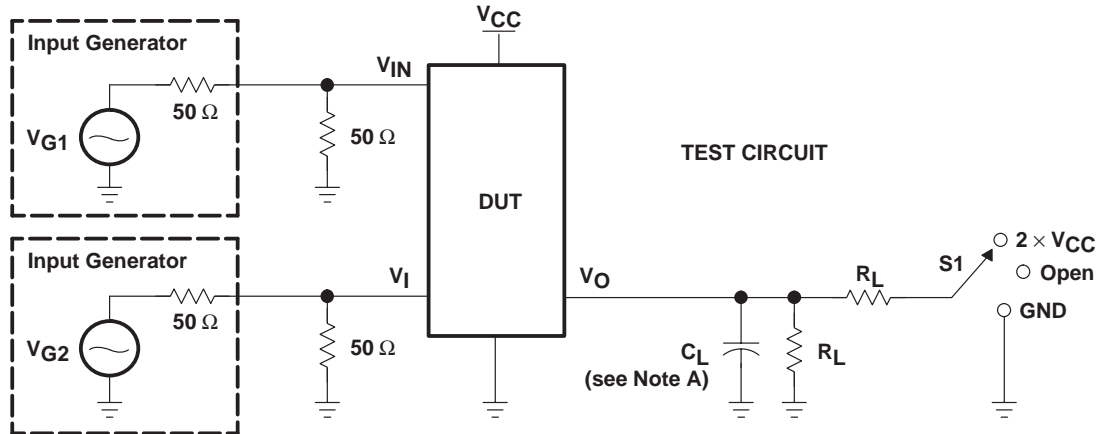 Input Generator
VG1
50 Ω
50 Ω
VIN
VCC
DUT
TEST CIRCUIT
Input Generator
VG2
50 Ω
50 Ω
VI
VO
CL
(see Note A)
RL
RL
S1
2 × VCC
Open
GND